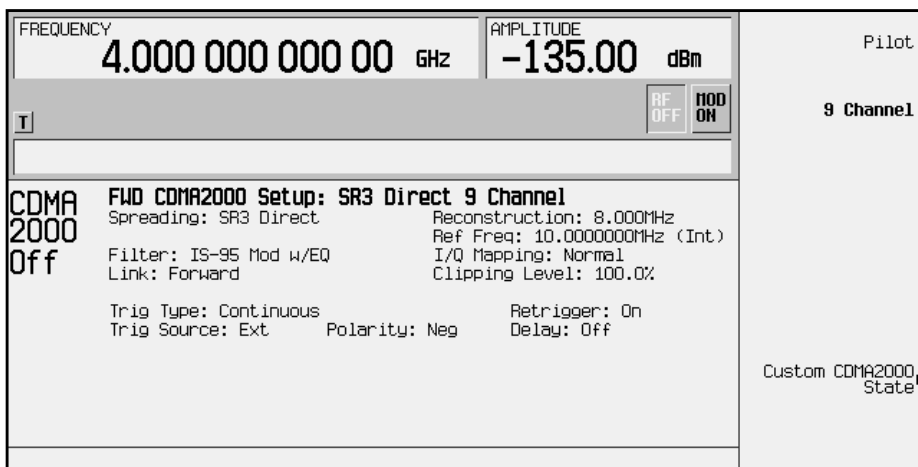 FREQUENCY
4.000 000 000 00 GHz
AMPLITUDE
-135.00 dBm
RF OFF
MOD ON
T
CDMA
2000
Off
FWD CDMA2000 Setup: SR3 Direct 9 Channel
Spreading: SR3 Direct
Reconstruction: 8.000MHz
Ref Freq: 10.0000000MHz (Int)
Filter: IS-95 Mod w/EQ
I/Q Mapping: Normal
Link: Forward
Clipping Level: 100.0%
Trig Type: Continuous
Retrigger: On
Trig Source: Ext
Polarity: Neg
Delay: Off
Pilot
9 Channel
Custom CDMA2000
State